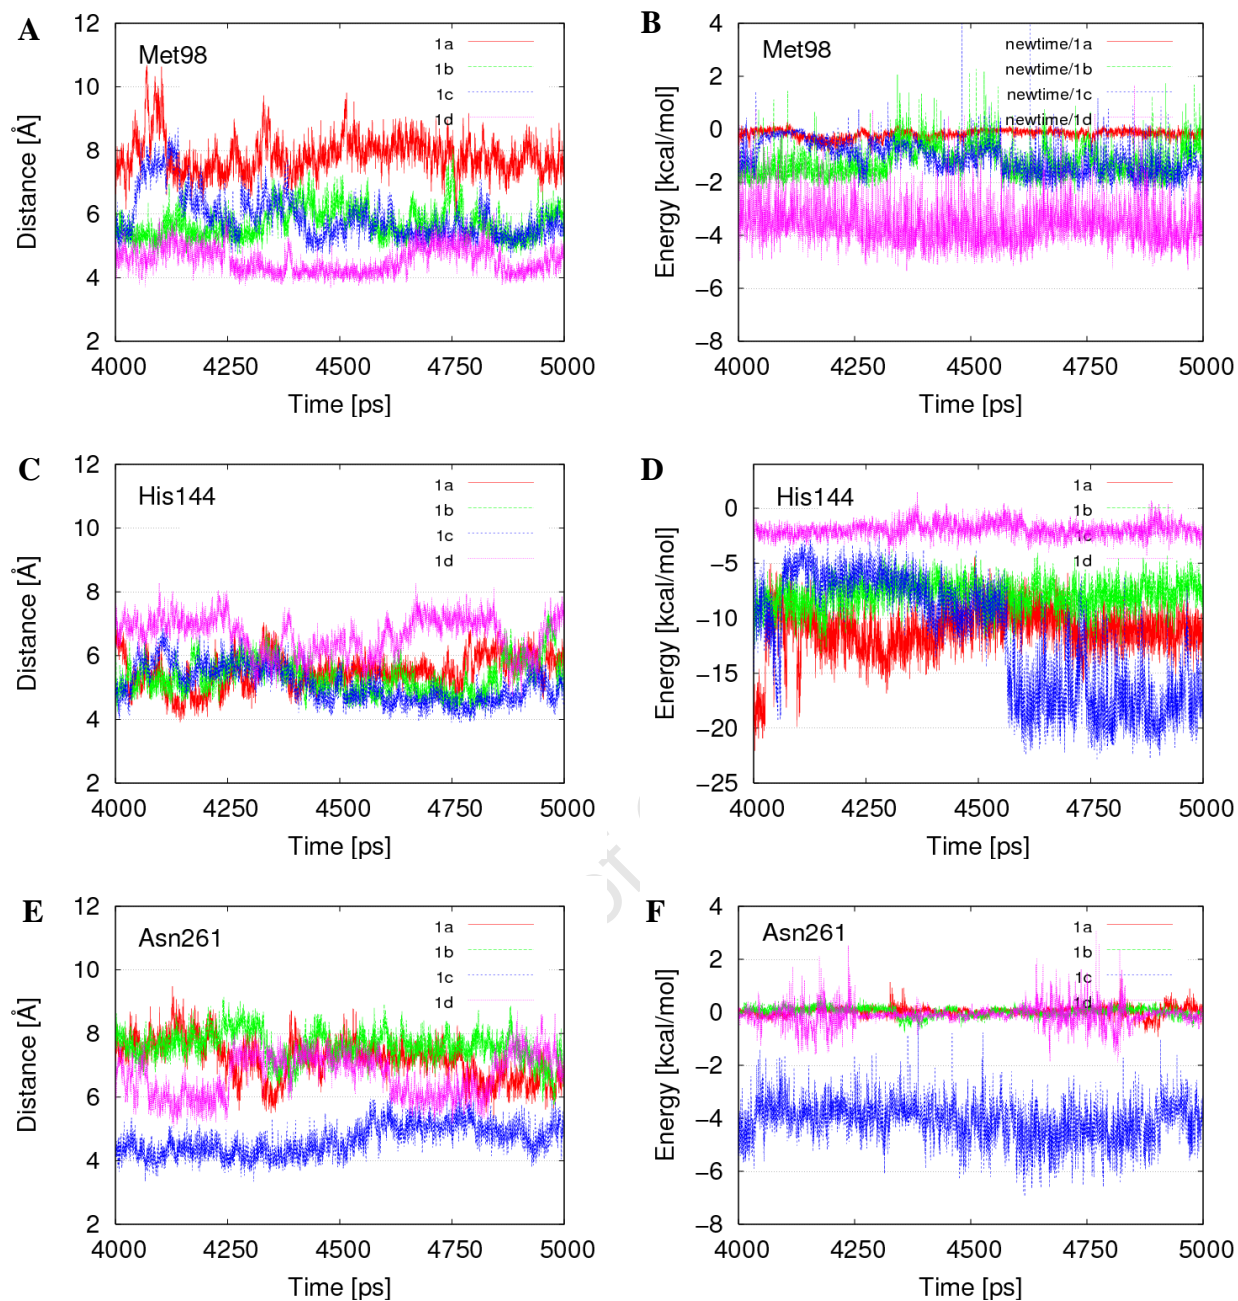 A
Distance [Å]
12
10
8
6
4
2
Met98
1a
1b
1c
1d
4000 4250 4500 4750 5000
Time [ps]
B
Energy [kcal/mol]
4
2
0
−2
−4
−6
−8
Met98
newtime/1a
newtime/1b
newtime/1c
newtime/1d
4000 4250 4500 4750 5000
Time [ps]
C
Distance [Å]
12
10
8
6
4
2
His144
1a
1b
1c
1d
4000 4250 4500 4750 5000
Time [ps]
D
Energy [kcal/mol]
0
−5
−10
−15
−20
−25
His144
1a
1b
1c
1d
4000 4250 4500 4750 5000
Time [ps]
E
Distance [Å]
12
10
8
6
4
2
Asn261
1a
1b
1c
1d
4000 4250 4500 4750 5000
Time [ps]
F
Energy [kcal/mol]
4
2
0
−2
−4
−6
−8
Asn261
1a
1b
1c
1d
4000 4250 4500 4750 5000
Time [ps]